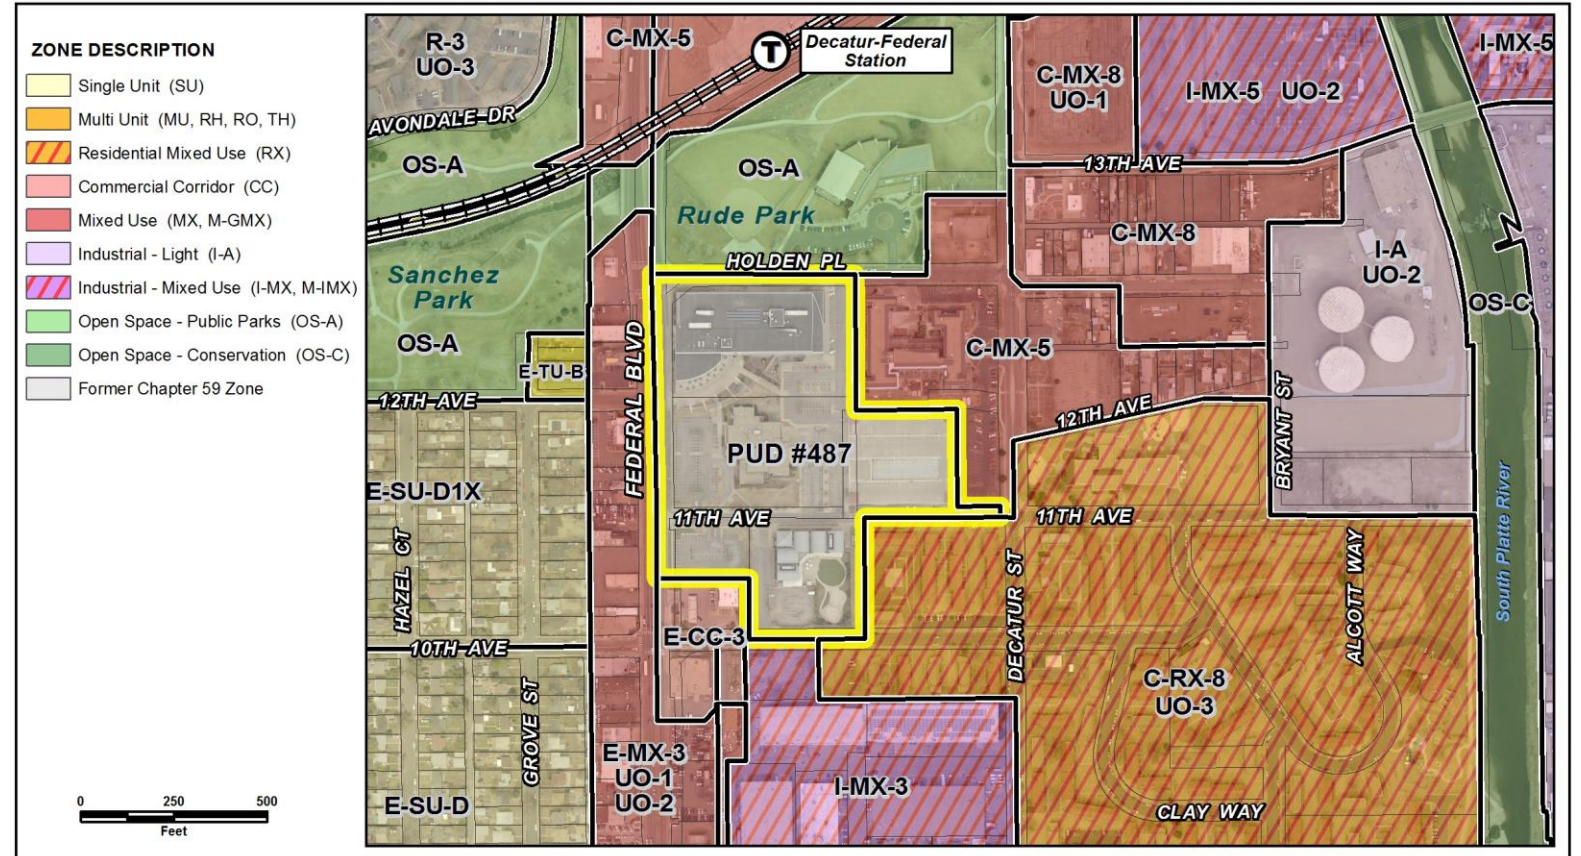 ZONE DESCRIPTION
Single Unit (SU)
Multi Unit (MU, RH, RO, TH)
Residential Mixed Use (RX)
Commercial Corridor (CC)
Mixed Use (MX, M-GMX)
Industrial - Light (I-A)
Industrial - Mixed Use (I-MX, M-IMX)
Open Space - Public Parks (OS-A)
Open Space - Conservation (OS-C)
Former Chapter 59 Zone
0 250 500
Feet
R-3
UO-3
C-MX-5
T
Decatur-Federal
Station
C-MX-8
UO-1
I-MX-5 UO-2
I-MX-5
AVONDALE DR
OS-A
OS-A
13TH AVE
Rude Park
C-MX-8
I-A
UO-2
HOLDEN PL
Sanchez
Park
OS-C
OS-A
FEDERAL BLVD
C-MX-5
E-TU-B
12TH AVE
12TH AVE
BRYANT ST
PUD #487
E-SU-D1X
11TH AVE
11TH AVE
HAZEL CT
DECATUR ST
ALCOTT WAY
South Platte River
E-CC-3
10TH AVE
C-RX-8
UO-3
GROVE ST
E-MX-3
UO-1
UO-2
I-MX-3
E-SU-D
CLAY WAY